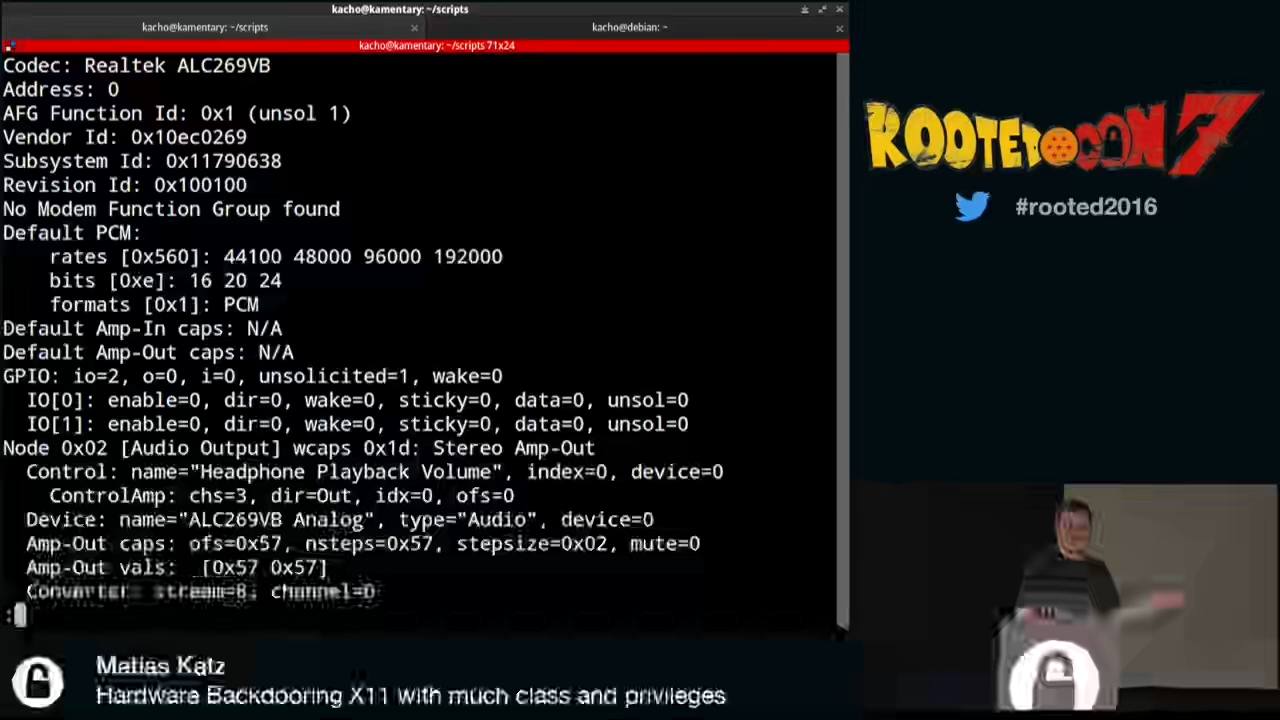 kacho@kamentary: ~/scripts
kacho@kamentary: ~/scripts
kacho@debian: ~
kacho@kamentary: ~/scripts 71x24
Codec: Realtek ALC269VB
Address: 0
AFG Function Id: 0x1 (unsol 1)
Vendor Id: 0x10ec0269
Subsystem Id: 0x11790638
Revision Id: 0x100100
No Modem Function Group found
Default PCM:
rates [0x560]: 44100 48000 96000 192000
bits [0xe]: 16 20 24
formats [0x1]: PCM
Default Amp-In caps: N/A
Default Amp-Out caps: N/A
GPIO: io=2, o=0, i=0, unsolicited=1, wake=0
IO[0]: enable=0, dir=0, wake=0, sticky=0, data=0, unsol=0
IO[1]: enable=0, dir=0, wake=0, sticky=0, data=0, unsol=0
Node 0x02 [Audio Output] wcaps 0x1d: Stereo Amp-Out
Control: name="Headphone Playback Volume", index=0, device=0
ControlAmp: chs=3, dir=Out, idx=0, ofs=0
Device: name="ALC269VB Analog", type="Audio", device=0
Amp-Out caps: ofs=0x57, nsteps=0x57, stepsize=0x02, mute=0
Amp-Out vals:  [0x57 0x57]
Converter: stream=8, channel=0
:
ROOTEDCON 7
#rooted2016
Matias Katz
Hardware Backdooring X11 with much class and privileges